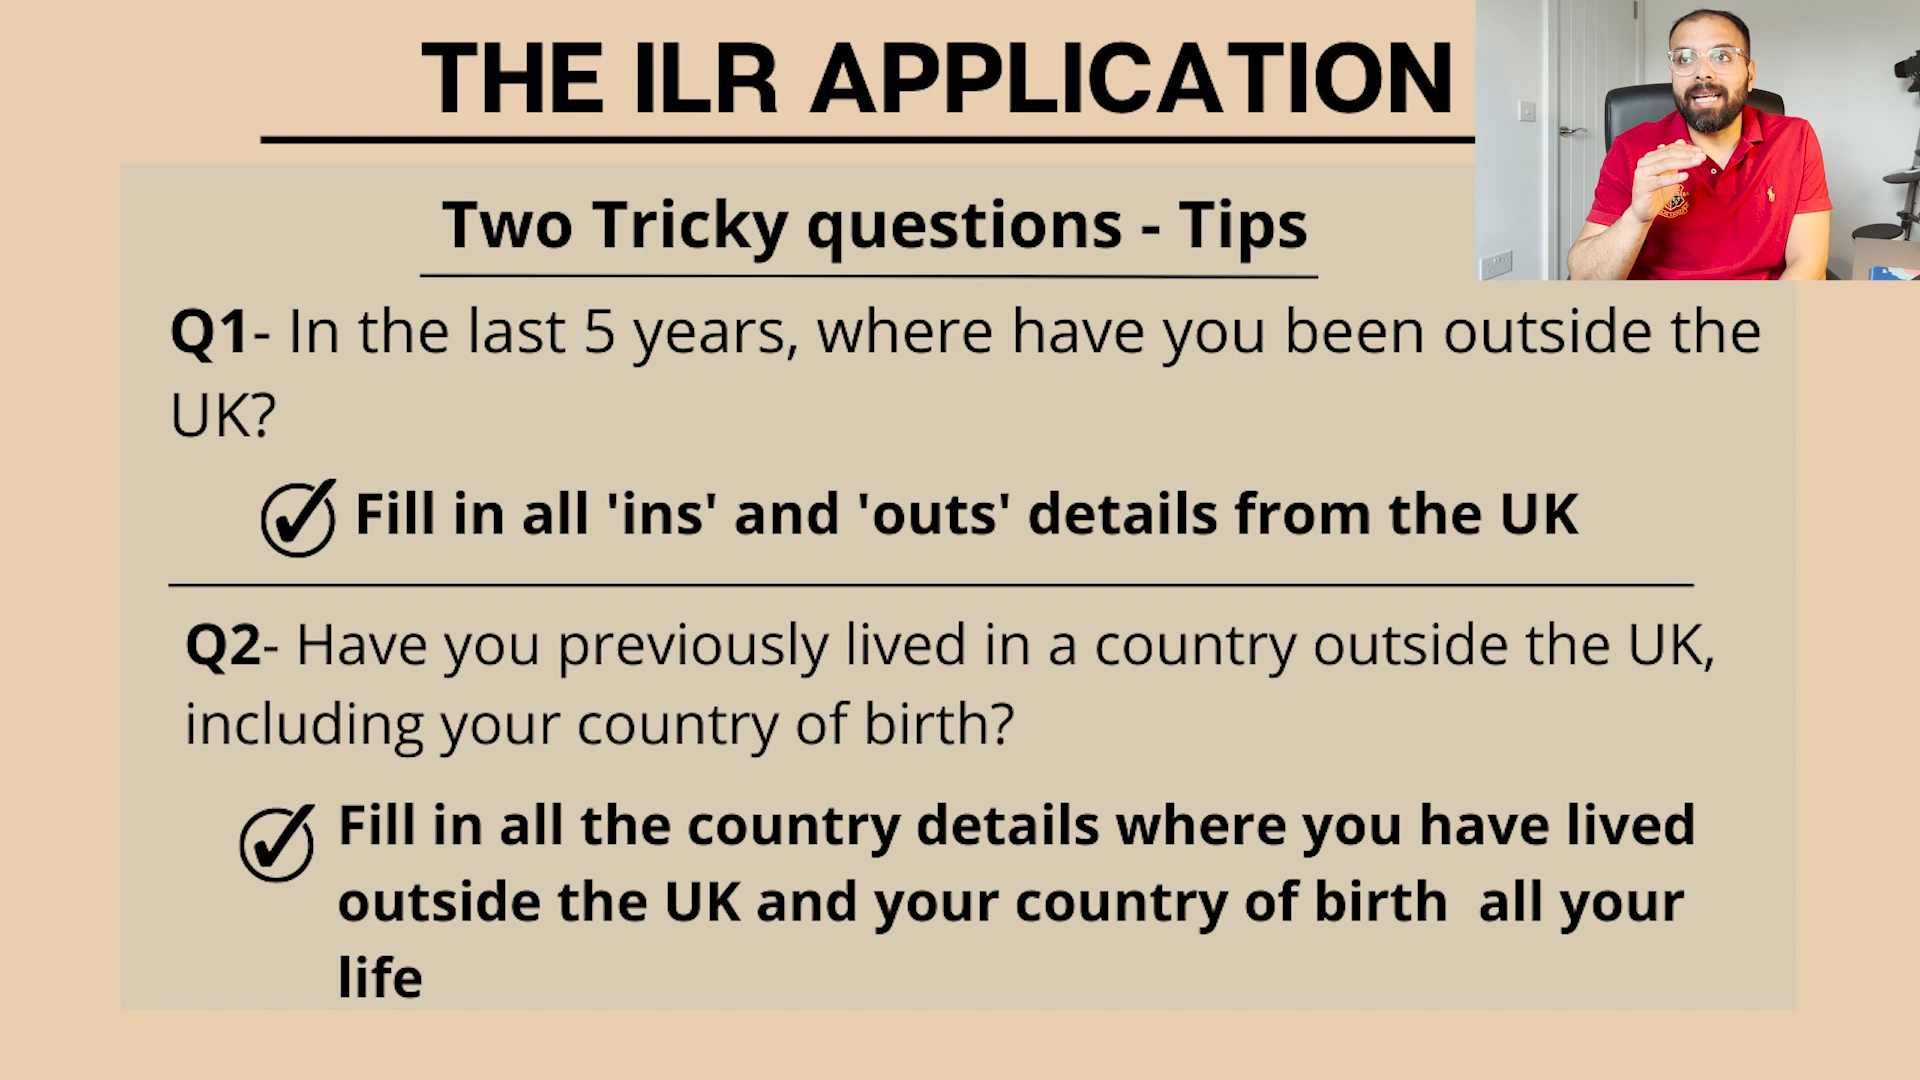 THE ILR APPLICATION
Two Tricky questions - Tips
Q1- In the last 5 years, where have you been outside the
UK?
Fill in all 'ins' and 'outs' details from the UK
Q2- Have you previously lived in a country outside the UK,
including your country of birth?
Fill in all the country details where you have lived
outside the UK and your country of birth  all your
life